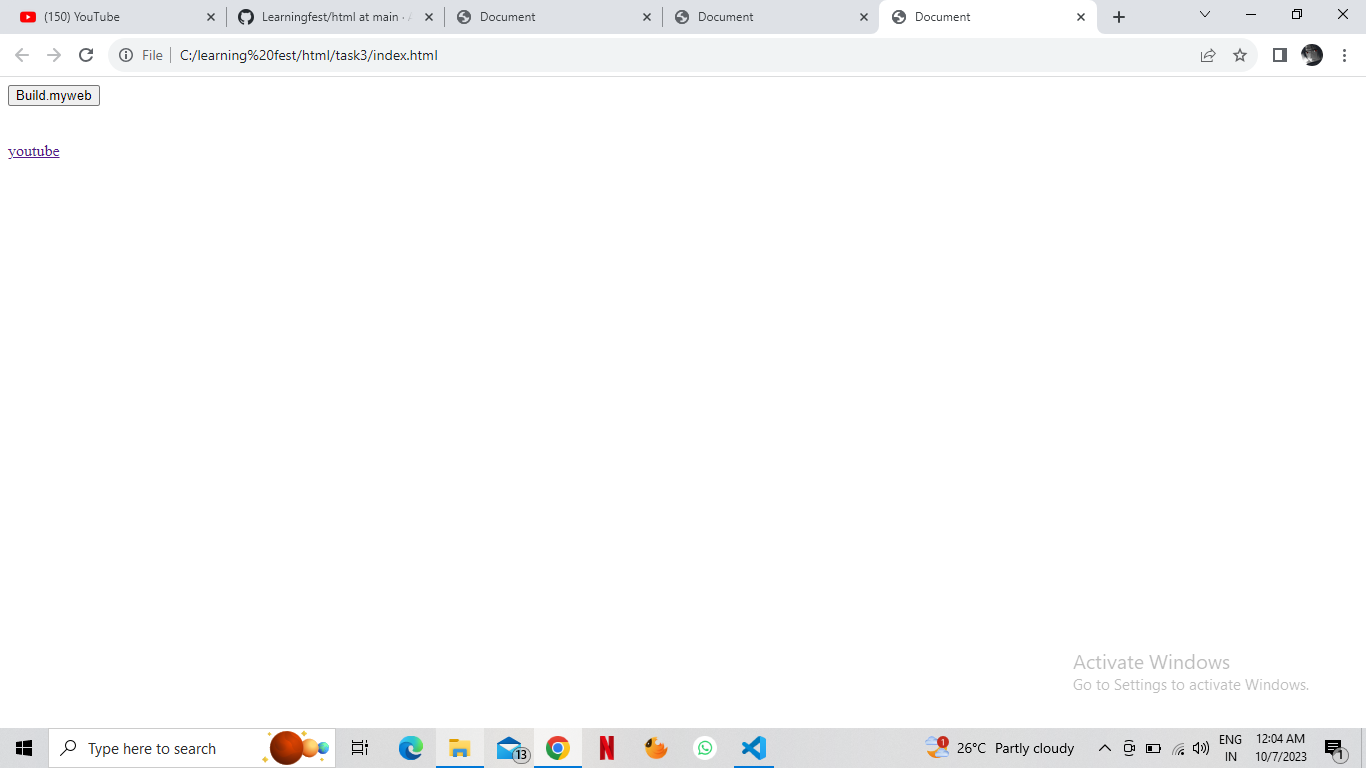 (150) YouTube
Learningfest/html at main ·
Document
Document
Document
File
C:/learning%20fest/html/task3/index.html
Build.myweb
youtube
Activate Windows
Go to Settings to activate Windows.
Type here to search
13
1
26°C Partly cloudy
ENG
IN
12:04 AM
10/7/2023
1